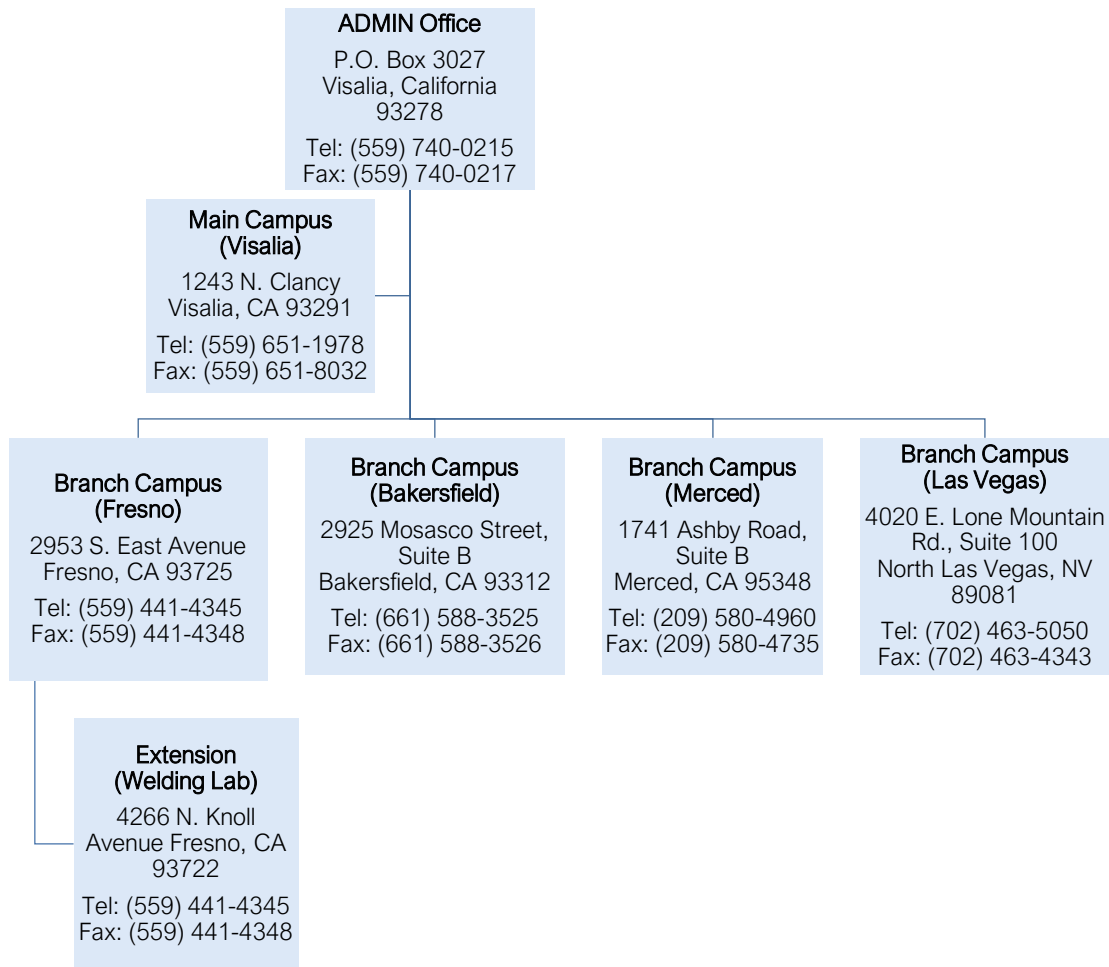 ADMIN Office
P.O. Box 3027
Visalia, California
93278
Tel: (559) 740-0215
Fax: (559) 740-0217
Main Campus
(Visalia)
1243 N. Clancy
Visalia, CA 93291
Tel: (559) 651-1978
Fax: (559) 651-8032
Branch Campus
(Fresno)
2953 S. East Avenue
Fresno, CA 93725
Tel: (559) 441-4345
Fax: (559) 441-4348
Branch Campus
(Bakersfield)
2925 Mosasco Street,
Suite B
Bakersfield, CA 93312
Tel: (661) 588-3525
Fax: (661) 588-3526
Branch Campus
(Merced)
1741 Ashby Road,
Suite B
Merced, CA 95348
Tel: (209) 580-4960
Fax: (209) 580-4735
Branch Campus
(Las Vegas)
4020 E. Lone Mountain
Rd., Suite 100
North Las Vegas, NV
89081
Tel: (702) 463-5050
Fax: (702) 463-4343
Extension
(Welding Lab)
4266 N. Knoll
Avenue Fresno, CA
93722
Tel: (559) 441-4345
Fax: (559) 441-4348